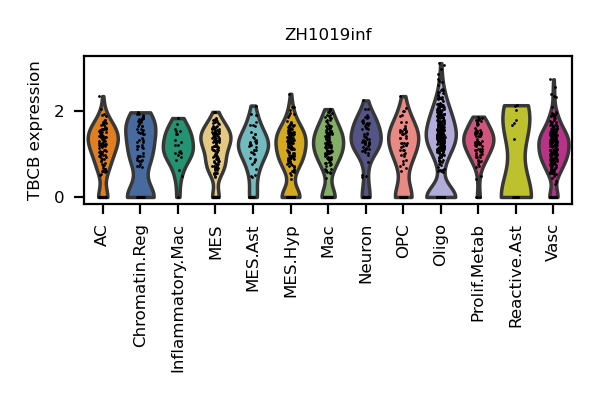 ZH1019inf
TBCB expression
2
0
AC
Chromatin.Reg
Inflammatory.Mac
MES
MES.Ast
MES.Hyp
Mac
Neuron
OPC
Oligo
Prolif.Metab
Reactive.Ast
Vasc